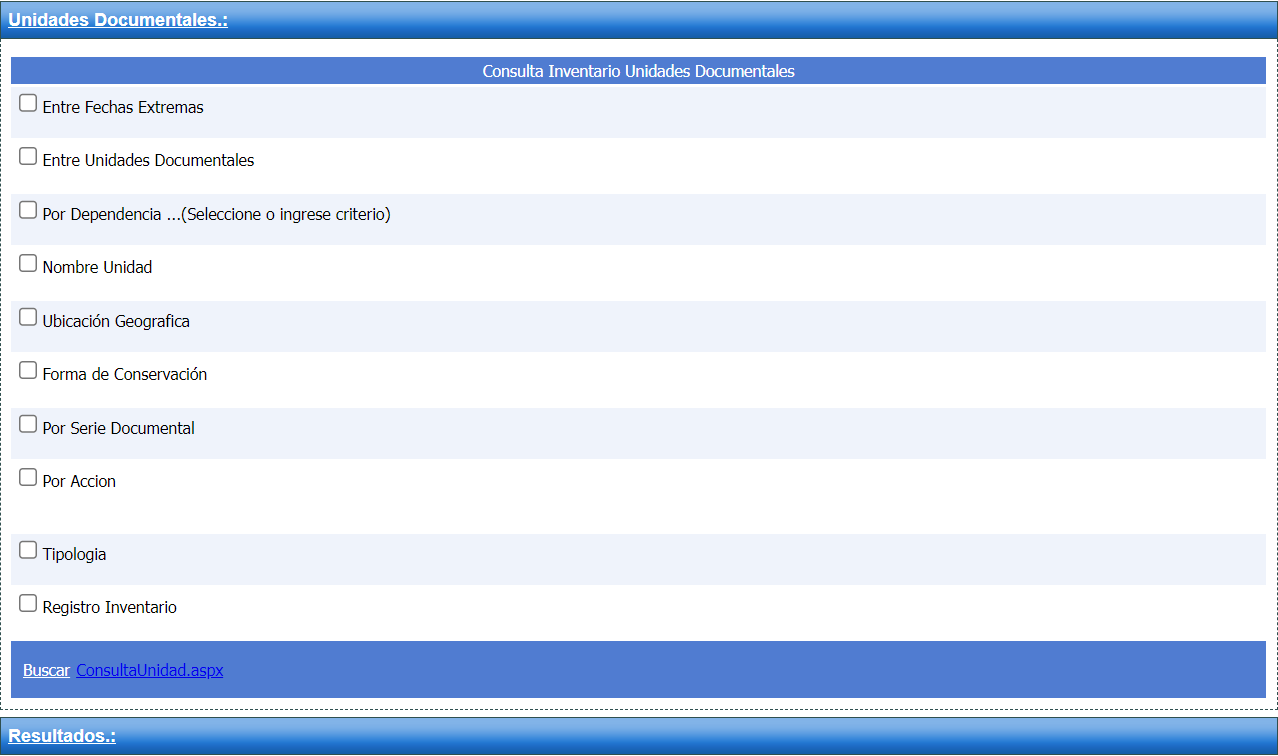 Unidades Documentales.:
Consulta Inventario Unidades Documentales
Entre Fechas Extremas
Entre Unidades Documentales
Por Dependencia ...(Seleccione o ingrese criterio)
Nombre Unidad
Ubicación Geografica
Forma de Conservación
Por Serie Documental
Por Accion
Tipologia
Registro Inventario
Buscar ConsultaUnidad.aspx
Resultados.: